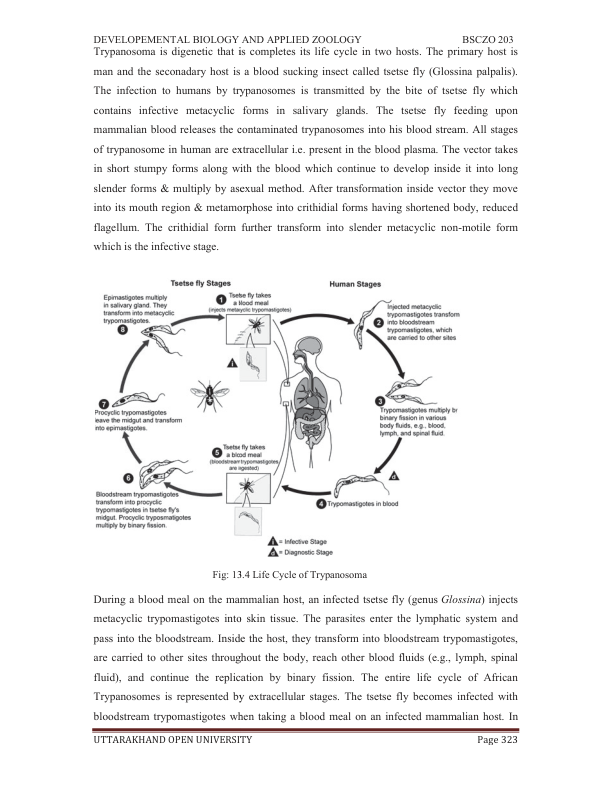 DEVELOPEMENTAL BIOLOGY AND APPLIED ZOOLOGY BSCZO 203
Trypanosoma is digenetic that is completes its life cycle in two hosts. The primary host is
man and the seconadary host is a blood sucking insect called tsetse fly (Glossina palpalis).
The infection to humans by trypanosomes is transmitted by the bite of tsetse fly which
contains infective metacyclic forms in salivary glands. The tsetse fly feeding upon
mammalian blood releases the contaminated trypanosomes into his blood stream. All stages
of trypanosome in human are extracellular i.e. present in the blood plasma. The vector takes
in short stumpy forms along with the blood which continue to develop inside it into long
slender forms & multiply by asexual method. After transformation inside vector they move
into its mouth region & metamorphose into crithidial forms having shortened body, reduced
flagellum. The crithidial form further transform into slender metacyclic non-motile form
which is the infective stage.
Tsetse fly Stages
Human Stages
1 Tsetse fly takes
a blood meal
(injects metacyclic trypomastigotes)
2 Injected metacyclic
trypomastigotes transform
into bloodstream
trypomastigotes, which
are carried to other sites
3
Trypomastigotes multiply br
binary fission in various
body fluids, e.g., blood,
lymph, and spinal fluid.
4 Trypomastigotes in blood
d
5 Tsetse fly takes
a blood meal
(bloodstream trypomastigotes
are ingested)
6
Bloodstream trypomastigotes
transform into procyclic
trypomastigotes in tsetse fly's
midgut. Procyclic trypomastigotes
multiply by binary fission.
7
Procyclic trypomastigotes
leave the midgut and transform
into epimastigotes.
Epimastigotes multiply
in salivary gland. They
transform into metacyclic
trypomastigotes.
8
i
i = Infective Stage
d = Diagnostic Stage
Fig: 13.4 Life Cycle of Trypanosoma
During a blood meal on the mammalian host, an infected tsetse fly (genus Glossina) injects
metacyclic trypomastigotes into skin tissue. The parasites enter the lymphatic system and
pass into the bloodstream. Inside the host, they transform into bloodstream trypomastigotes,
are carried to other sites throughout the body, reach other blood fluids (e.g., lymph, spinal
fluid), and continue the replication by binary fission. The entire life cycle of African
Trypanosomes is represented by extracellular stages. The tsetse fly becomes infected with
bloodstream trypomastigotes when taking a blood meal on an infected mammalian host. In
UTTARAKHAND OPEN UNIVERSITY Page 323